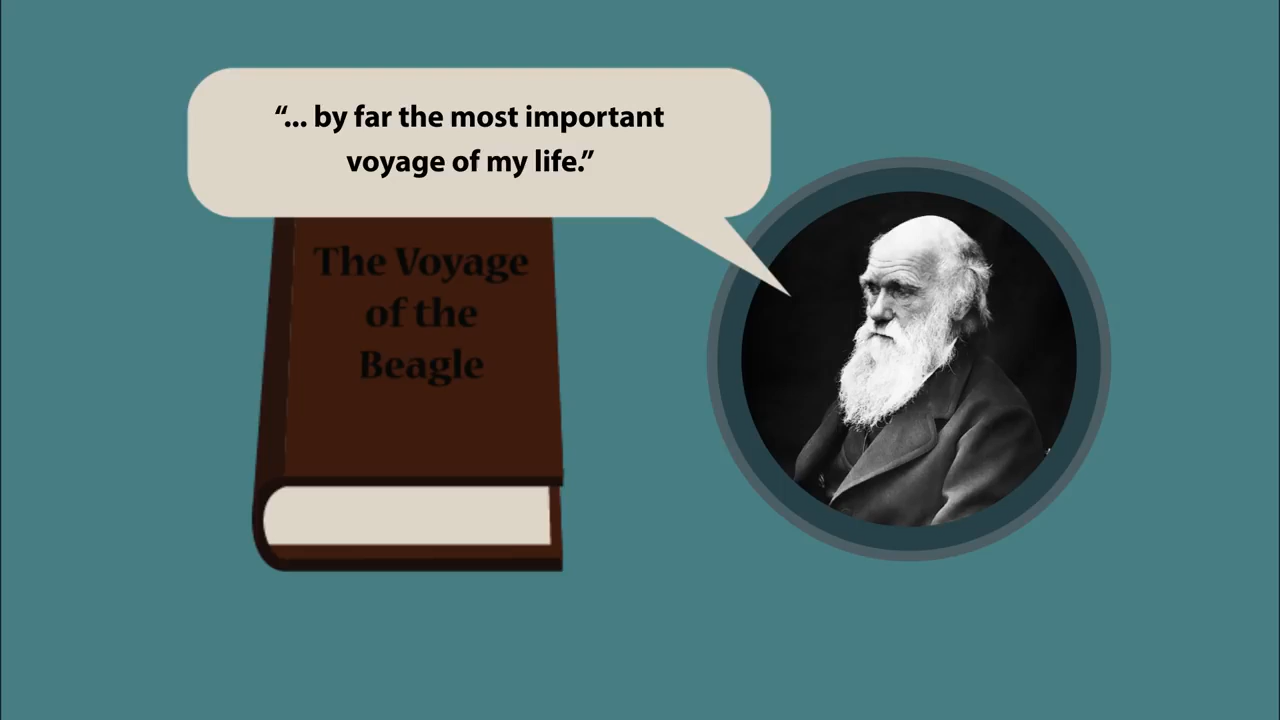 “... by far the most important
voyage of my life.”
The Voyage
of the
Beagle